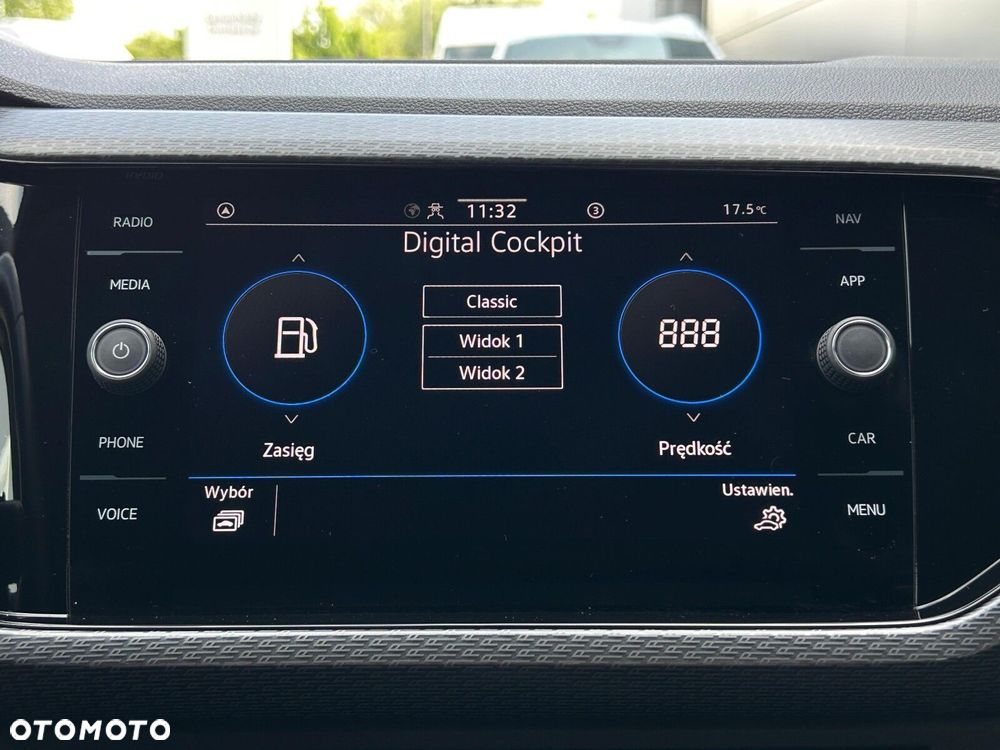 RADIO
MEDIA
PHONE
VOICE
11:32
3
17.5°C
Digital Cockpit
Classic
Widok 1
Widok 2
888
Zasięg
Prędkość
Wybór
Ustawien.
NAV
APP
CAR
MENU
OTOMOTO